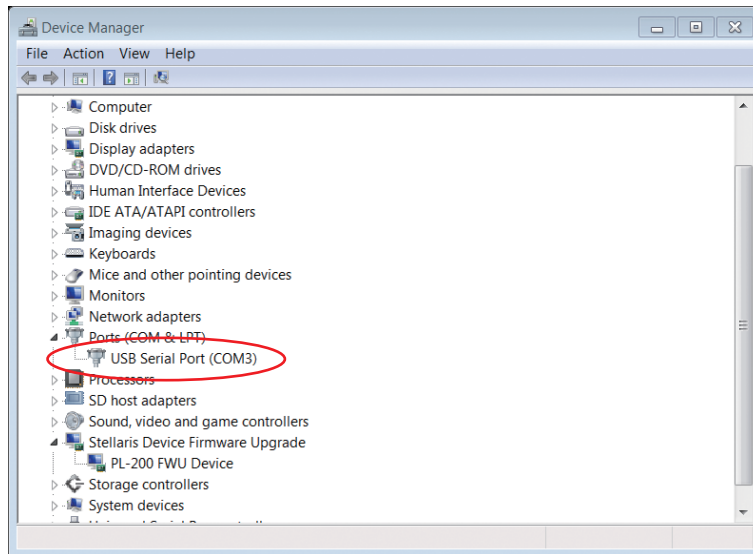 Device Manager
File Action View Help
Computer
Disk drives
Display adapters
DVD/CD-ROM drives
Human Interface Devices
IDE ATA/ATAPI controllers
Imaging devices
Keyboards
Mice and other pointing devices
Monitors
Network adapters
Ports (COM & LPT)
USB Serial Port (COM3)
Processors
SD host adapters
Sound, video and game controllers
Stellaris Device Firmware Upgrade
PL-200 FWU Device
Storage controllers
System devices